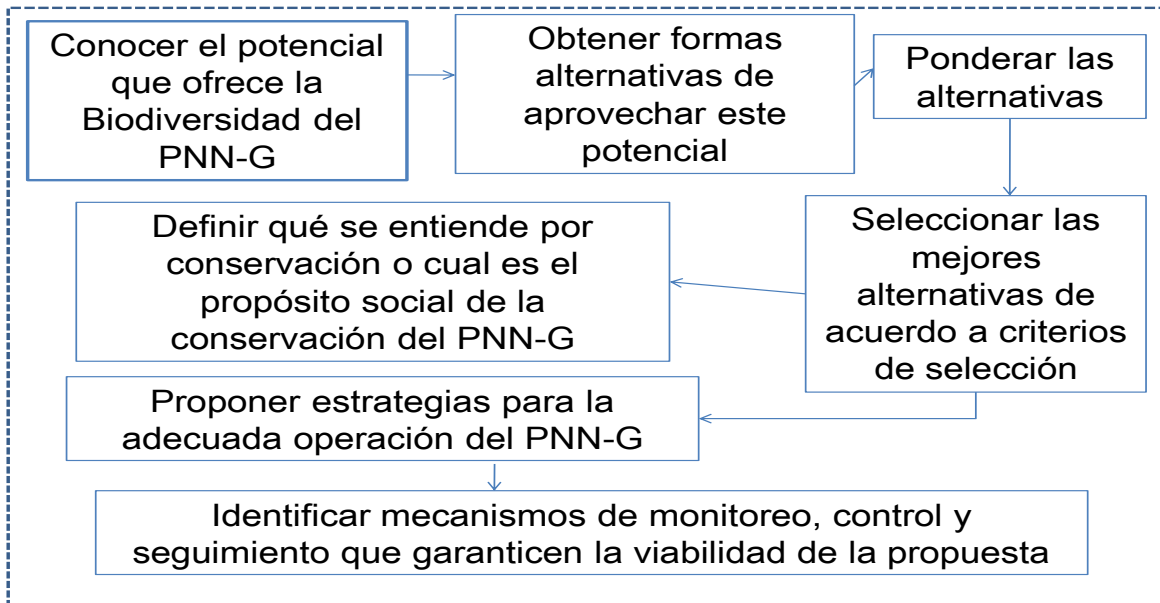 Conocer el potencial
que ofrece la
Biodiversidad del
PNN-G
Obtener formas
alternativas de
aprovechar este
potencial
Ponderar las
alternativas
Seleccionar las
mejores
alternativas de
acuerdo a criterios
de selección
Definir qué se entiende por
conservación o cual es el
propósito social de la
conservación del PNN-G
Proponer estrategias para la
adecuada operación del PNN-G
Identificar mecanismos de monitoreo, control y
seguimiento que garanticen la viabilidad de la propuesta